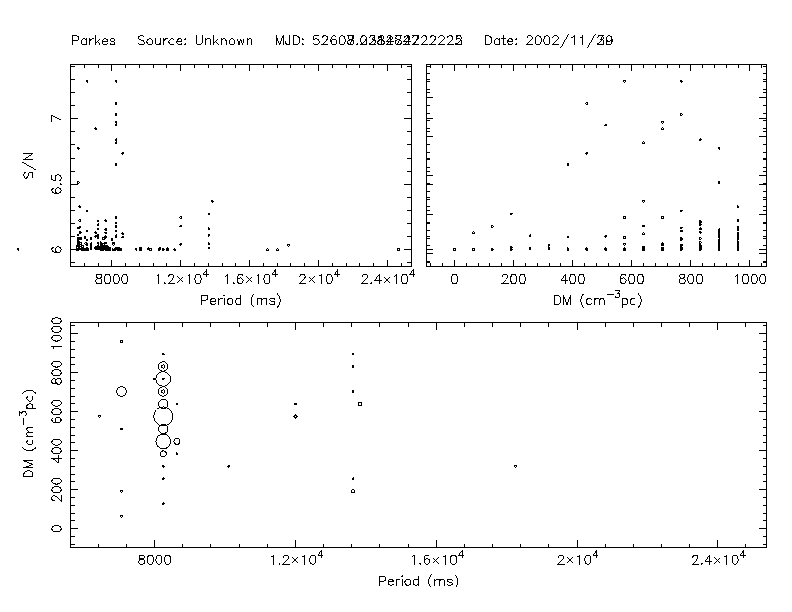 Parkes Source: Unknown MJD: Date:
S/N
7
6.5
6
8000 1.2×10⁴ 1.6×10⁴ 2×10⁴ 2.4×10⁴
Period (ms)
0 200 400 600 800 1000
DM (cm⁻³pc)
DM (cm⁻³pc)
1000
800
600
400
200
0
8000 1.2×10⁴ 1.6×10⁴ 2×10⁴ 2.4×10⁴
Period (ms)